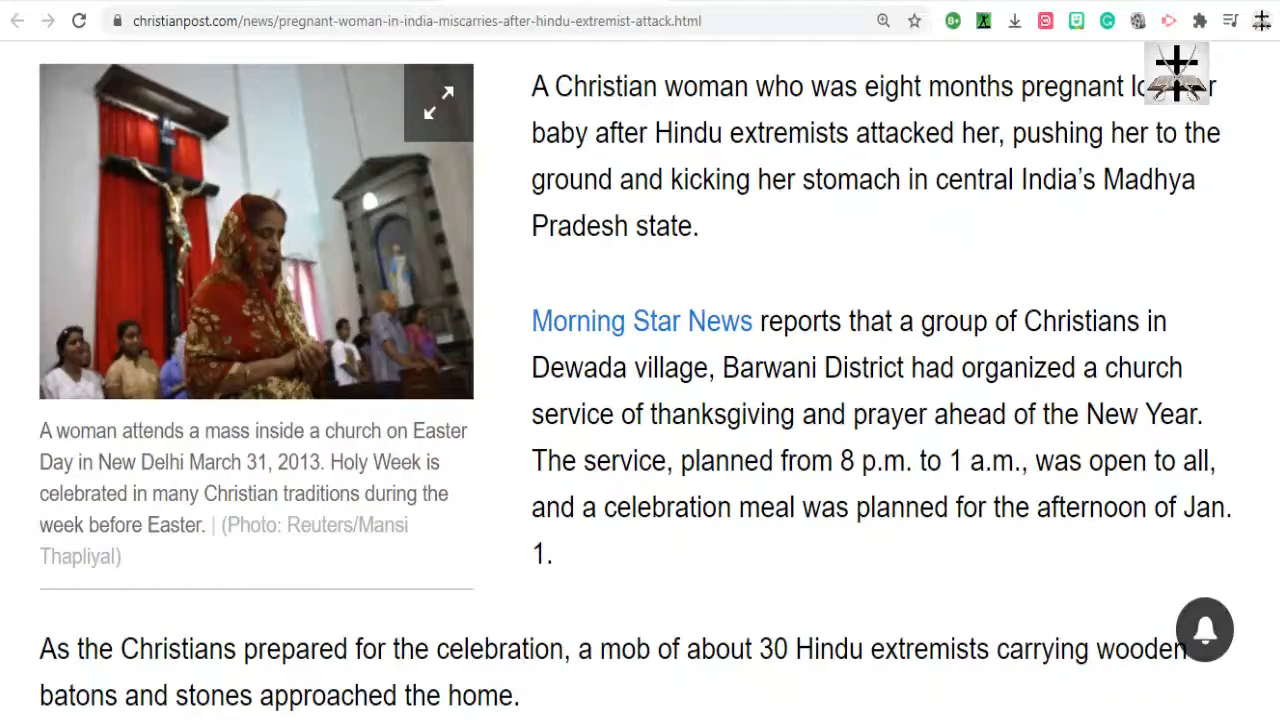 christianpost.com/news/pregnant-woman-in-india-miscarries-after-hindu-extremist-attack.html
A Christian woman who was eight months pregnant
baby after Hindu extremists attacked her, pushing her to the
ground and kicking her stomach in central India's Madhya
Pradesh state.
Morning Star News reports that a group of Christians in
Dewada village, Barwani District had organized a church
service of thanksgiving and prayer ahead of the New Year.
The service, planned from 8 p.m. to 1 a.m., was open to all,
and a celebration meal was planned for the afternoon of Jan.
1.
A woman attends a mass inside a church on Easter
Day in New Delhi March 31, 2013. Holy Week is
celebrated in many Christian traditions during the
week before Easter. | (Photo: Reuters/Mansi
Thapliyal)
As the Christians prepared for the celebration, a mob of about 30 Hindu extremists carrying wooden
batons and stones approached the home.